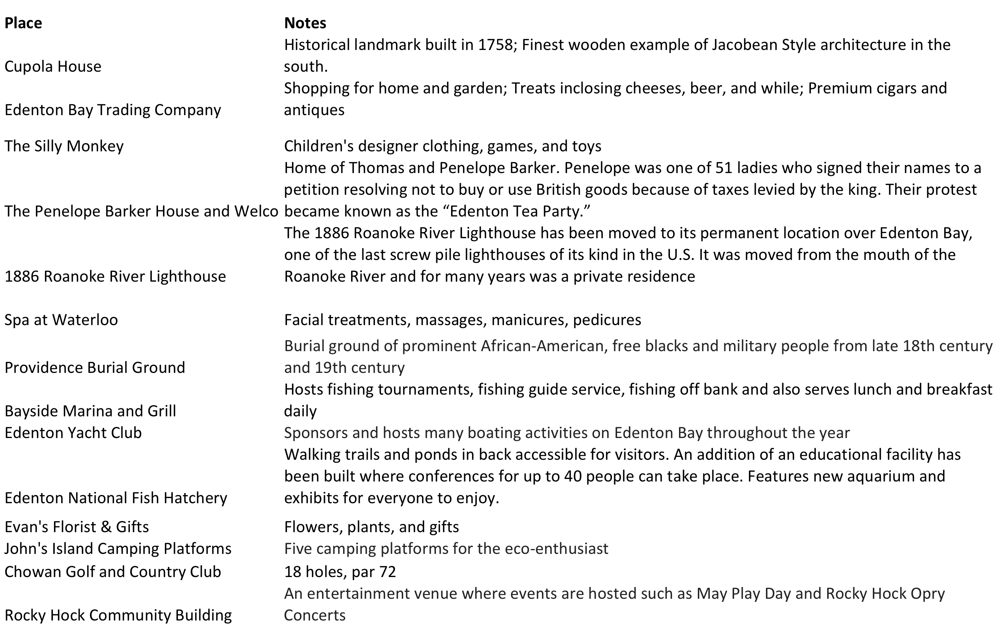 Place Notes
Historical landmark built in 1758; Finest wooden example of Jacobean Style architecture in the
Cupola House south.
Shopping for home and garden; Treats inclosing cheeses, beer, and while; Premium cigars and
Edenton Bay Trading Company antiques
The Silly Monkey Children's designer clothing, games, and toys
Home of Thomas and Penelope Barker. Penelope was one of 51 ladies who signed their names to a
petition resolving not to buy or use British goods because of taxes levied by the king. Their protest
The Penelope Barker House and Welco became known as the “Edenton Tea Party.”
The 1886 Roanoke River Lighthouse has been moved to its permanent location over Edenton Bay,
one of the last screw pile lighthouses of its kind in the U.S. It was moved from the mouth of the
1886 Roanoke River Lighthouse Roanoke River and for many years was a private residence
Spa at Waterloo Facial treatments, massages, manicures, pedicures
Burial ground of prominent African-American, free blacks and military people from late 18th century
Providence Burial Ground and 19th century
Hosts fishing tournaments, fishing guide service, fishing off bank and also serves lunch and breakfast
Bayside Marina and Grill daily
Edenton Yacht Club Sponsors and hosts many boating activities on Edenton Bay throughout the year
Walking trails and ponds in back accessible for visitors. An addition of an educational facility has
been built where conferences for up to 40 people can take place. Features new aquarium and
Edenton National Fish Hatchery exhibits for everyone to enjoy.
Evan's Florist & Gifts Flowers, plants, and gifts
John's Island Camping Platforms Five camping platforms for the eco-enthusiast
Chowan Golf and Country Club 18 holes, par 72
An entertainment venue where events are hosted such as May Play Day and Rocky Hock Opry
Rocky Hock Community Building Concerts